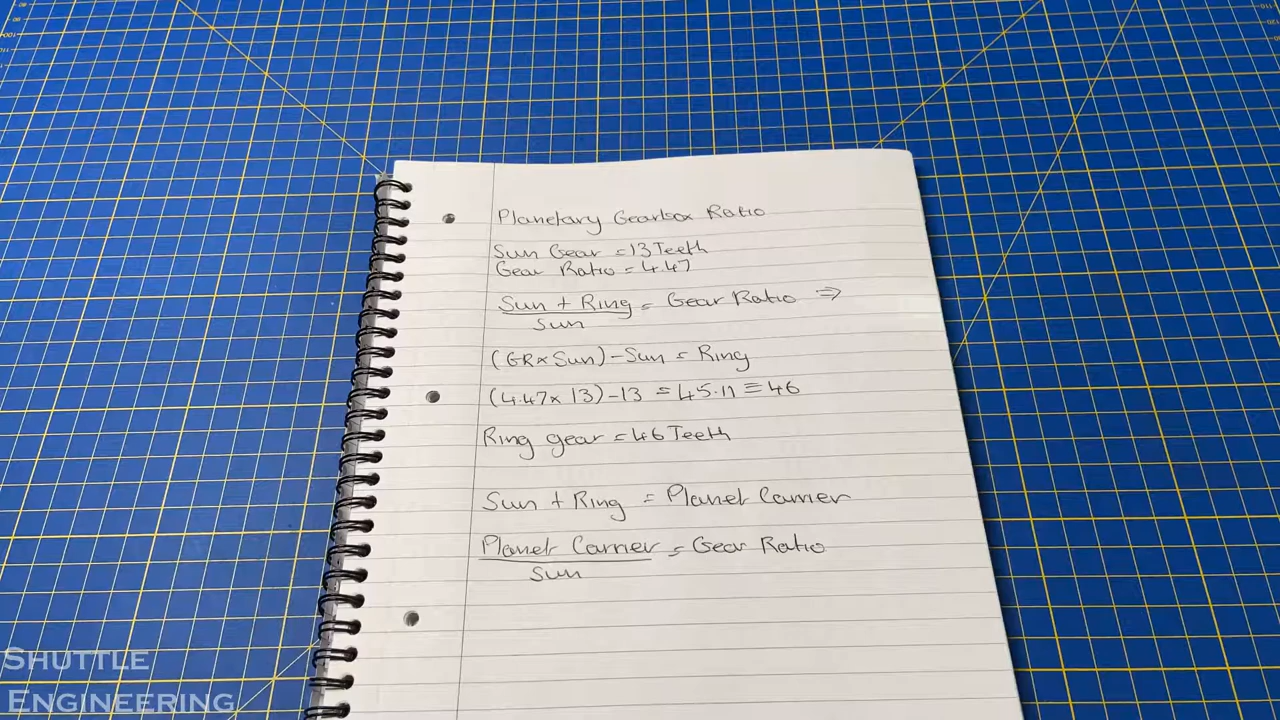 Planetary Gearbox Ratio
Sun Gear = 13 Teeth
Gear Ratio = 4.47
Sun + Ring = Gear Ratio ⇒
Sun
(GR × Sun) - Sun = Ring
(4.47 × 13) - 13 = 45.11 ≡ 46
Ring gear = 46 Teeth
Sun + Ring = Planet Carrier
Planet Carrier = Gear Ratio
Sun
SHUTTLE
ENGINEERING